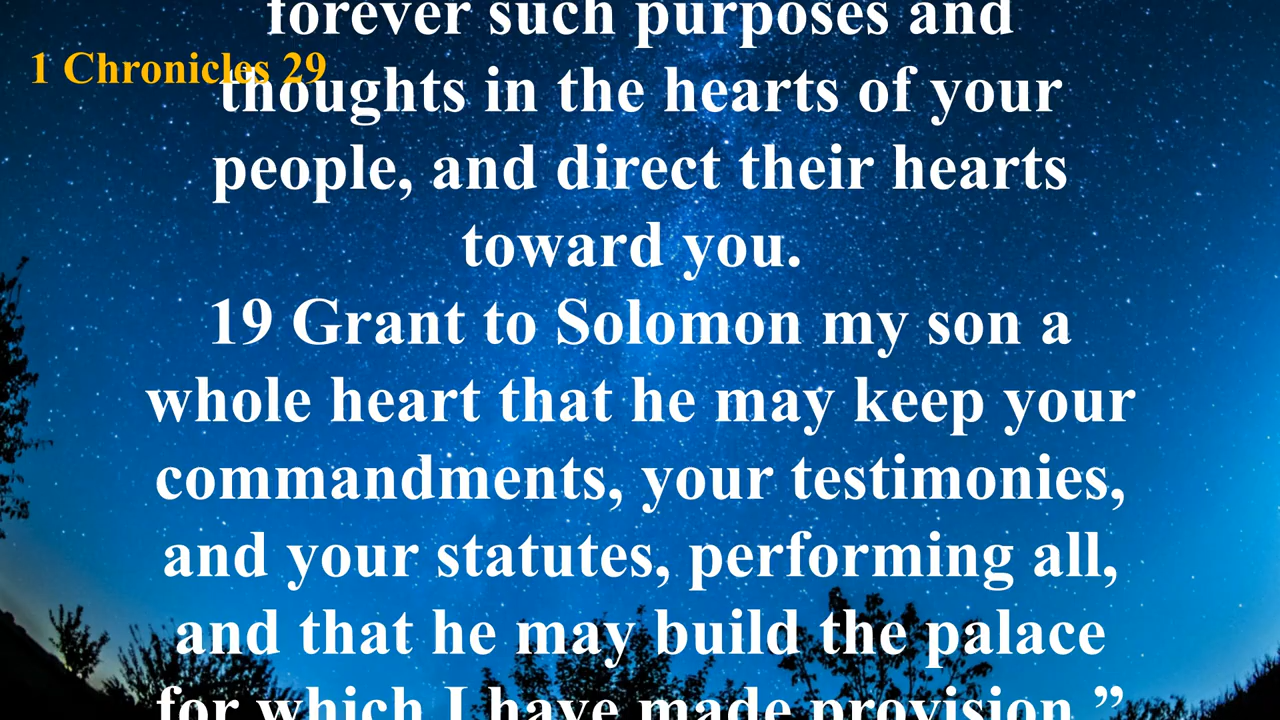 forever such purposes and
1 Chronicles 29
thoughts in the hearts of your
people, and direct their hearts
toward you.
19 Grant to Solomon my son a
whole heart that he may keep your
commandments, your testimonies,
and your statutes, performing all,
and that he may build the palace
for which I have made provision.”